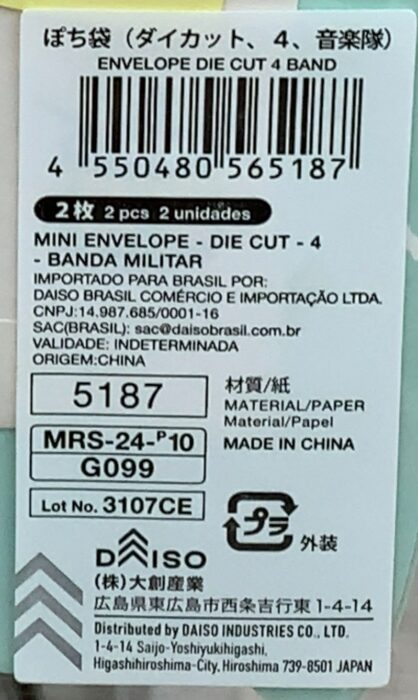 ぽち袋（ダイカット、４、音楽隊）
ENVELOPE DIE CUT 4 BAND
4 550480 565187
2枚 2 pcs 2 unidades
MINI ENVELOPE - DIE CUT - 4
- BANDA MILITAR
IMPORTADO PARA BRASIL POR:
DAISO BRASIL COMÉRCIO E IMPORTAÇÃO LTDA.
CNPJ:14.987.685/0001-16
SAC(BRASIL): sac@daisobrasil.com.br
VALIDADE: INDETERMINADA
ORIGEM:CHINA
5187
材質/紙
MATERIAL/PAPER
Material/Papel
MRS-24-P10
MADE IN CHINA
G099
Lot No. 3107CE
プラ
外装
DAISO
(株)大創産業
広島県東広島市西条吉行東 1-4-14
Distributed by DAISO INDUSTRIES CO., LTD.
1-4-14 Saijo-Yoshiyukihigashi,
Higashihiroshima-City, Hiroshima 739-8501 JAPAN